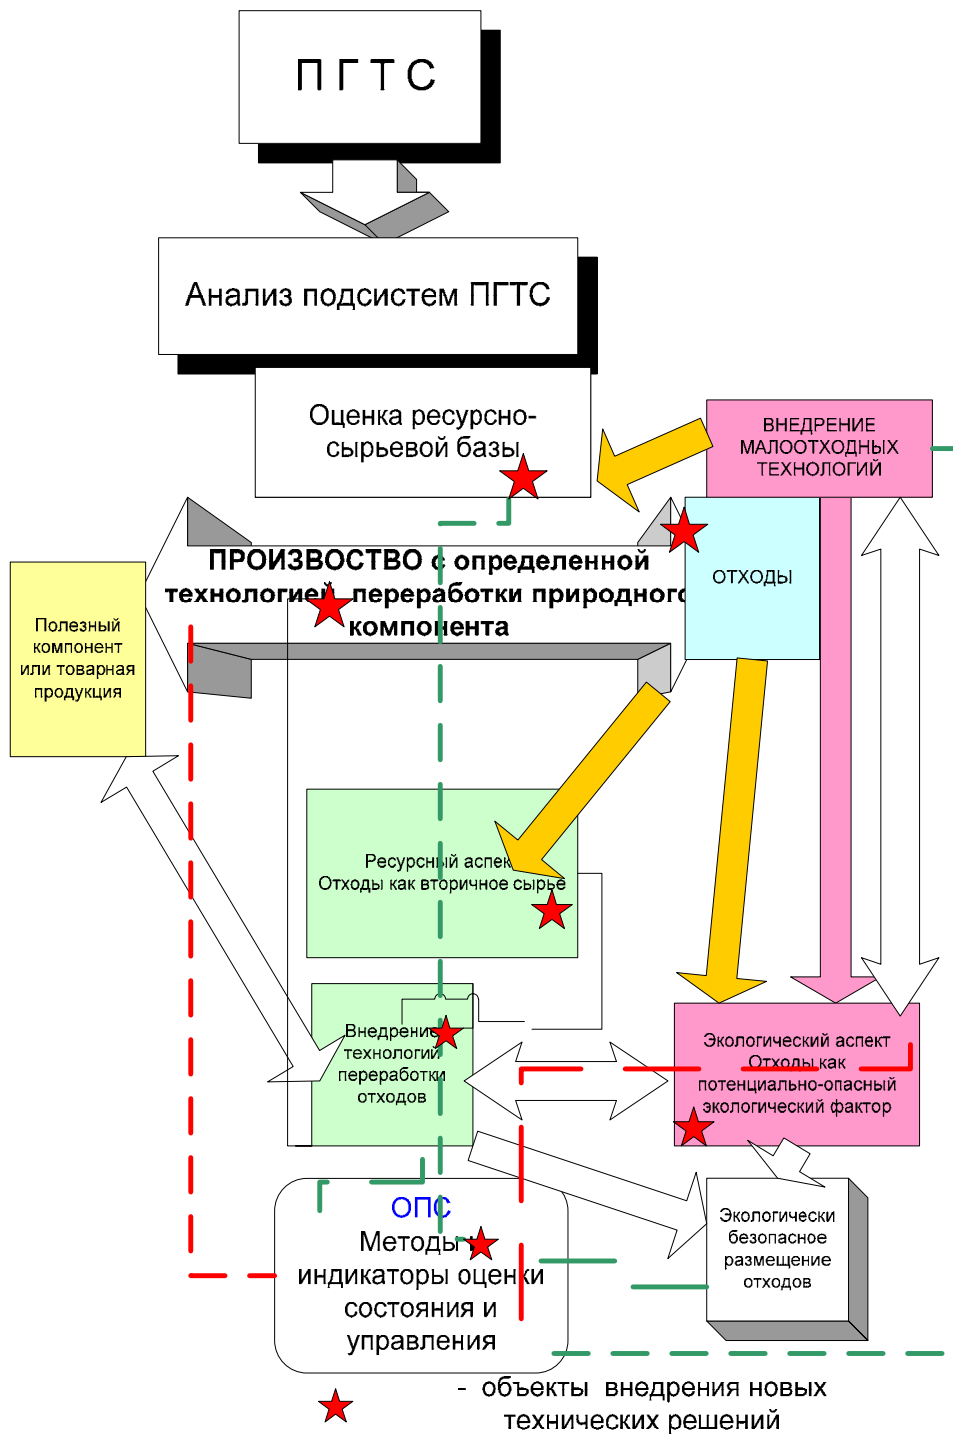 П Г Т С
Анализ подсистем ПГТС
Оценка ресурсно-
сырьевой базы
ВНЕДРЕНИЕ
МАЛООТХОДНЫХ
ТЕХНОЛОГИЙ
ПРОИЗВОСТВО с определенной
технологией переработки природного
компонента
ОТХОДЫ
Полезный
компонент
или товарная
продукция
Ресурсный аспект
Отходы как вторичное сырье
Внедрение
технологий
переработки
отходов
Экологический аспект
Отходы как
потенциально-опасный
экологический фактор
ОПС
Методы и
индикаторы оценки
состояния и
управления
Экологически
безопасное
размещение
отходов
- объекты внедрения новых
технических решений